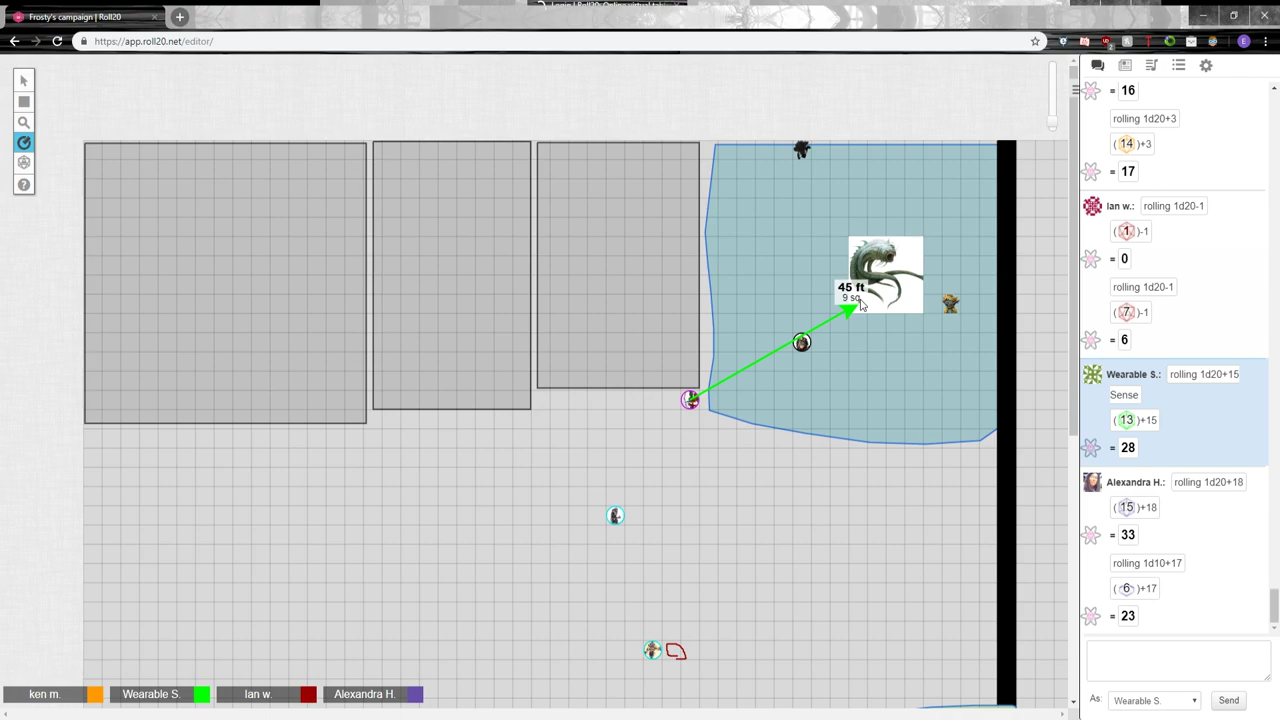 Frosty's campaign | Roll20
https://app.roll20.net/editor/
2
E
= 16
rolling 1d20+3
(14)+3
= 17
Ian w.: rolling 1d20-1
(1)-1
= 0
rolling 1d20-1
(7)-1
= 6
Wearable S.: rolling 1d20+15
Sense
(13)+15
= 28
Alexandra H.: rolling 1d20+18
(15)+18
= 33
rolling 1d10+17
(6)+17
= 23
45 ft
9 sq
ken m.
Wearable S.
Ian w.
Alexandra H.
As:
Wearable S.
Send